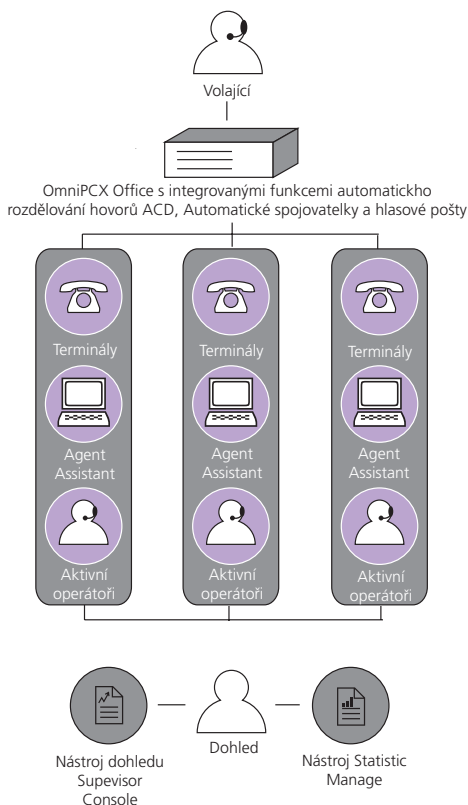 Volající
OmniPCX Office s integrovanými funkcemi automatickho
rozdělování hovorů ACD, Automatické spojovatelky a hlasové pošty
Terminály
Terminály
Terminály
Agent
Assistant
Agent
Assistant
Agent
Assistant
Aktivní
operátoři
Aktivní
operátoři
Aktivní
operátoři
Nástroj dohledu
Supevisor
Console
Dohled
Nástroj Statistic
Manage